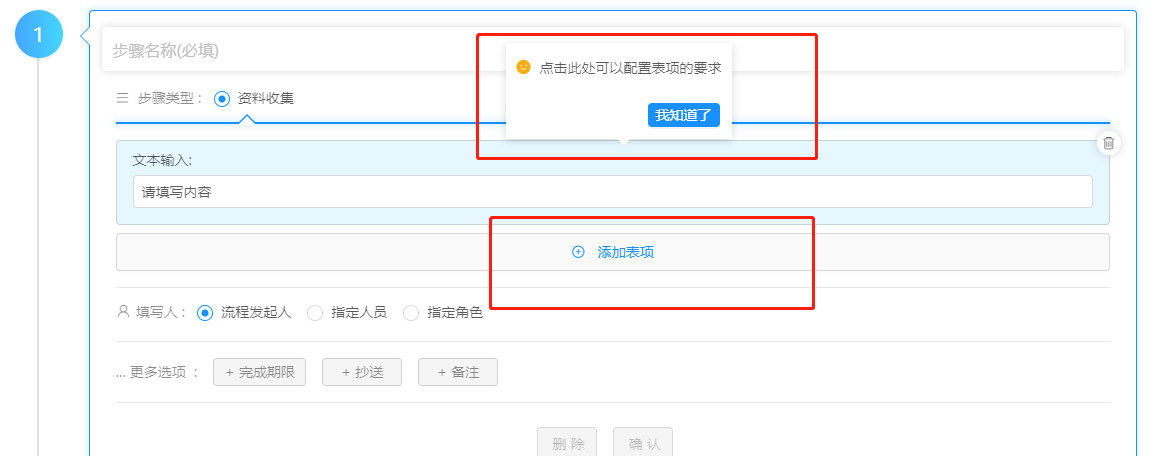 1
步骤名称(必填)
点击此处可以配置表项的要求
步骤类型： 资料收集
我知道了
文本输入:
请填写内容
添加表项
填写人： 流程发起人 指定人员 指定角色
... 更多选项 ： + 完成期限 + 抄送 + 备注
删 除 确 认